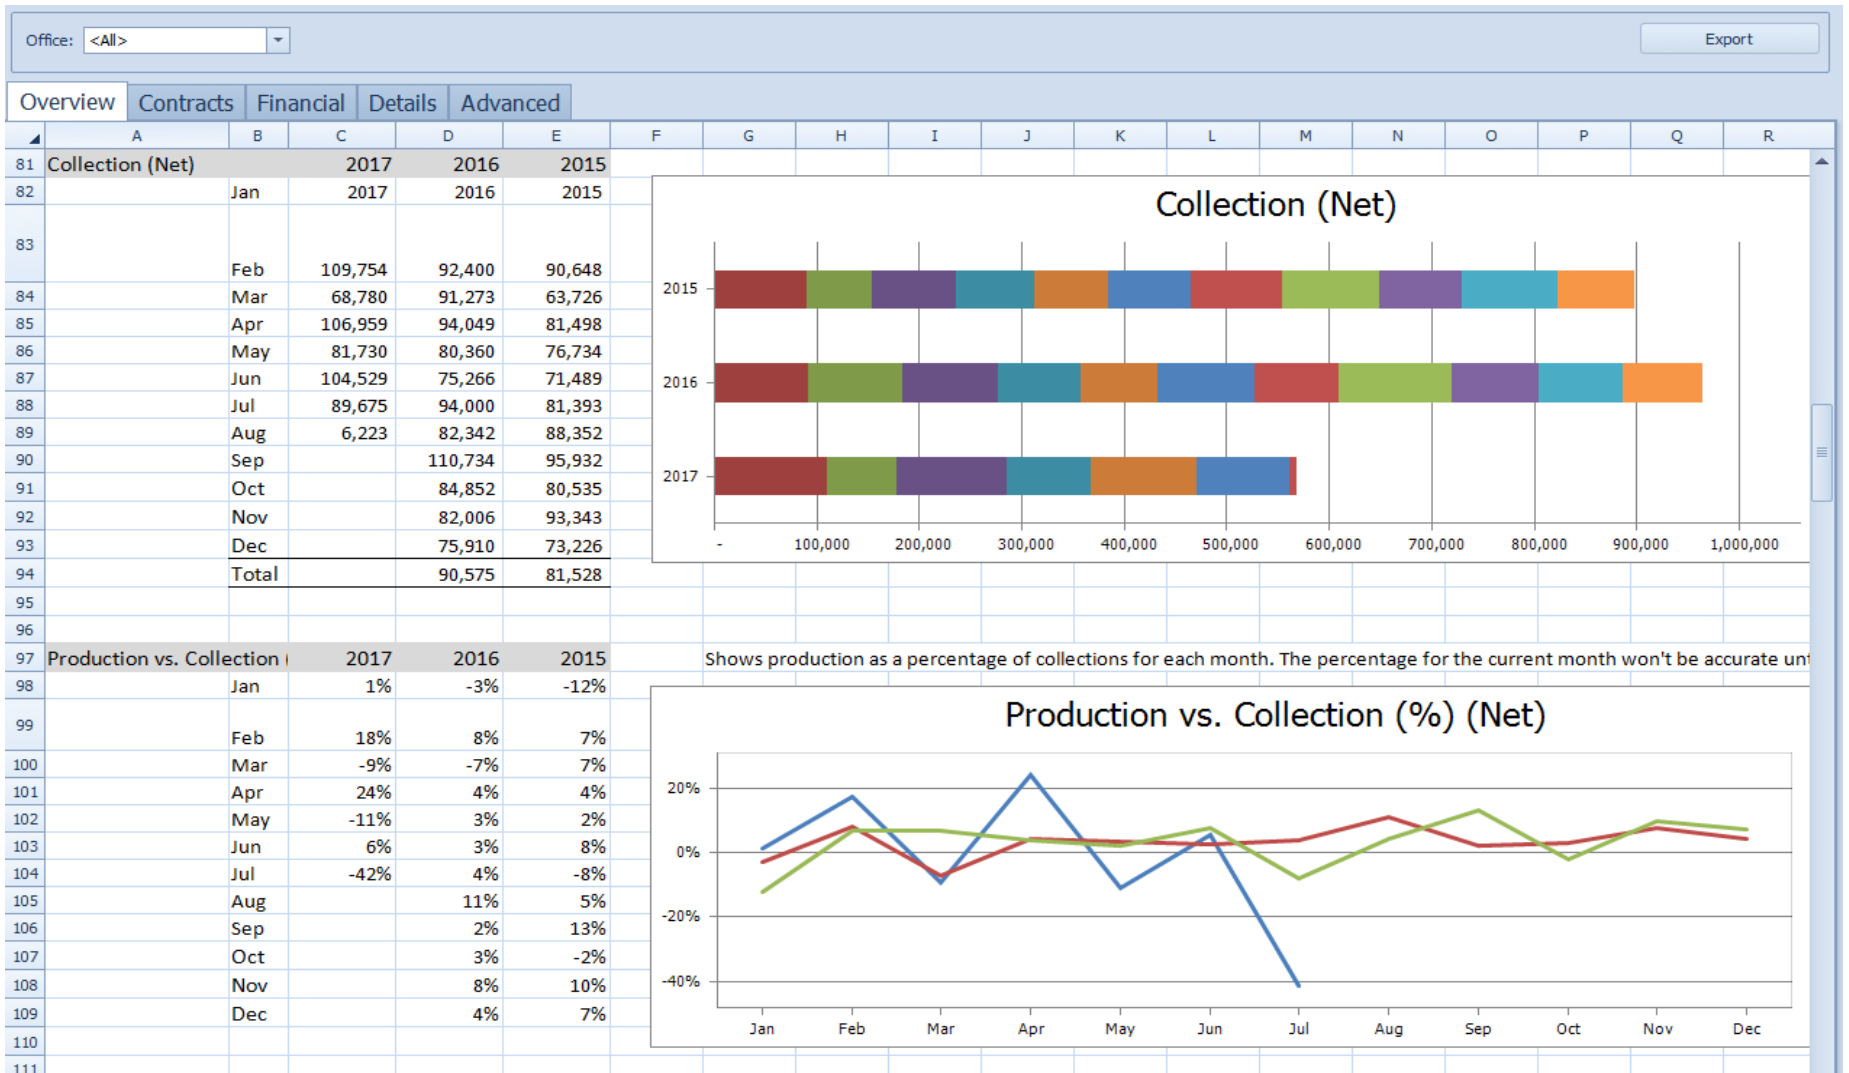 Office: <All> Export
Overview Contracts Financial Details Advanced
A B C D E F G H I J K L M N O P Q R
81 Collection (Net) 2017 2016 2015
82 Jan 2017 2016 2015
83 Feb 109,754 92,400 90,648
84 Mar 68,780 91,273 63,726
85 Apr 106,959 94,049 81,498
86 May 81,730 80,360 76,734
87 Jun 104,529 75,266 71,489
88 Jul 89,675 94,000 81,393
89 Aug 6,223 82,342 88,352
90 Sep 110,734 95,932
91 Oct 84,852 80,535
92 Nov 82,006 93,343
93 Dec 75,910 73,226
94 Total 90,575 81,528
95
96
Collection (Net)
2015
2016
2017
- 100,000 200,000 300,000 400,000 500,000 600,000 700,000 800,000 900,000 1,000,000
97 Production vs. Collection ( 2017 2016 2015 Shows production as a percentage of collections for each month. The percentage for the current month won't be accurate unt
98 Jan 1% -3% -12%
99 Feb 18% 8% 7%
100 Mar -9% -7% 7%
101 Apr 24% 4% 4%
102 May -11% 3% 2%
103 Jun 6% 3% 8%
104 Jul -42% 4% -8%
105 Aug 11% 5%
106 Sep 2% 13%
107 Oct 3% -2%
108 Nov 8% 10%
109 Dec 4% 7%
110
111
Production vs. Collection (%) (Net)
20%
0%
-20%
-40%
Jan Feb Mar Apr May Jun Jul Aug Sep Oct Nov Dec